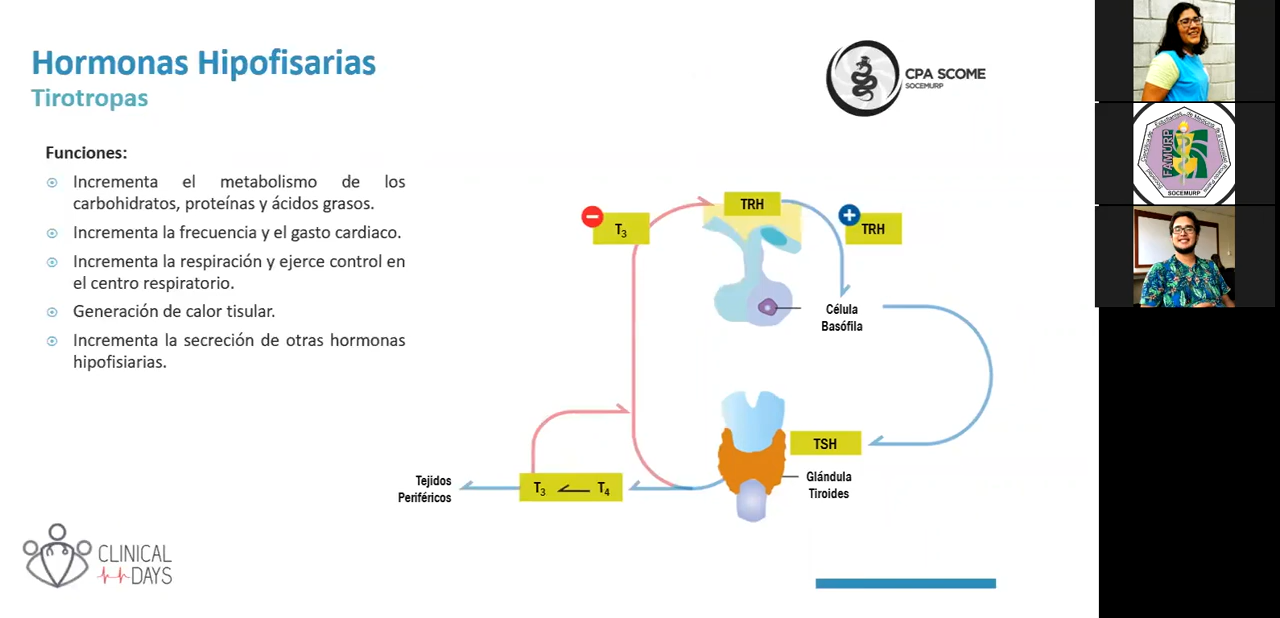 Hormonas Hipofisarias
Tirotropas
CPA SCOME
SOCEMURP
Funciones:
Incrementa el metabolismo de los
carbohidratos, proteínas y ácidos grasos.
Incrementa la frecuencia y el gasto cardiaco.
Incrementa la respiración y ejerce control en
el centro respiratorio.
Generación de calor tisular.
Incrementa la secreción de otras hormonas
hipofisiarias.
TRH
T3
TRH
Célula
Basófila
TSH
Glándula
Tiroides
T3
T4
Tejidos
Periféricos
CLINICAL
DAYS
FAMURP
SOCEMURP